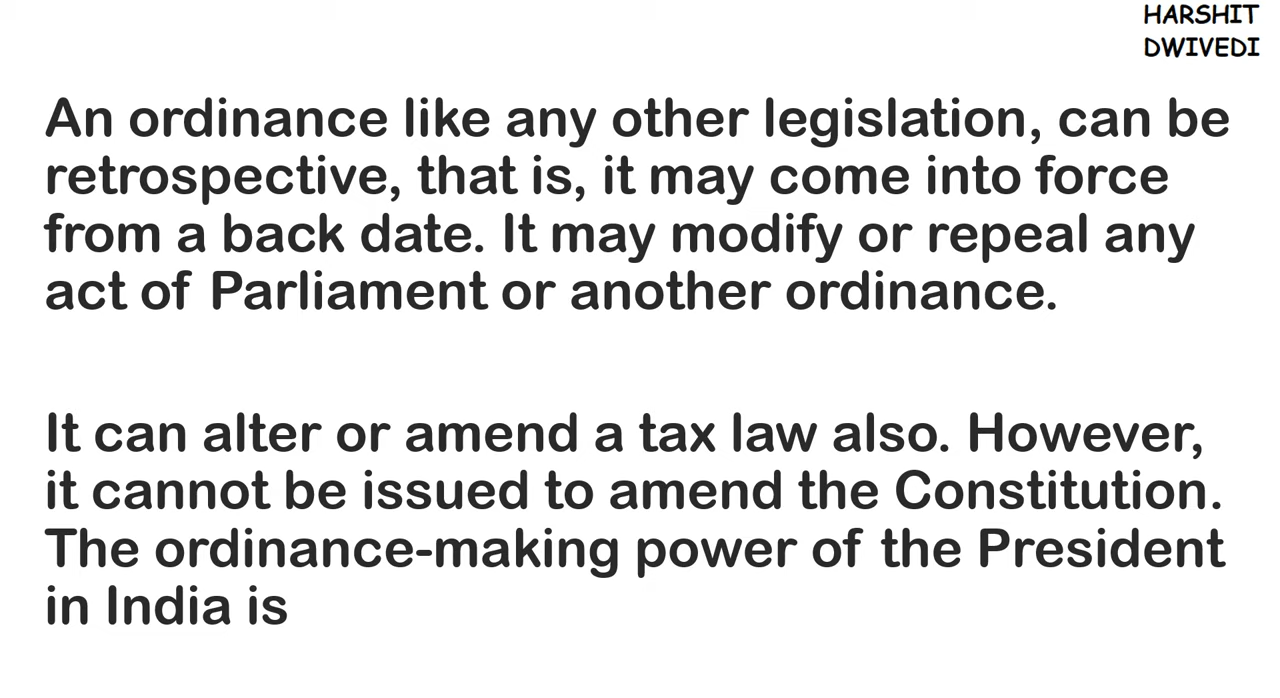 HARSHIT
DWIVEDI
An ordinance like any other legislation, can be
retrospective, that is, it may come into force
from a back date. It may modify or repeal any
act of Parliament or another ordinance.
It can alter or amend a tax law also. However,
it cannot be issued to amend the Constitution.
The ordinance-making power of the President
in India is